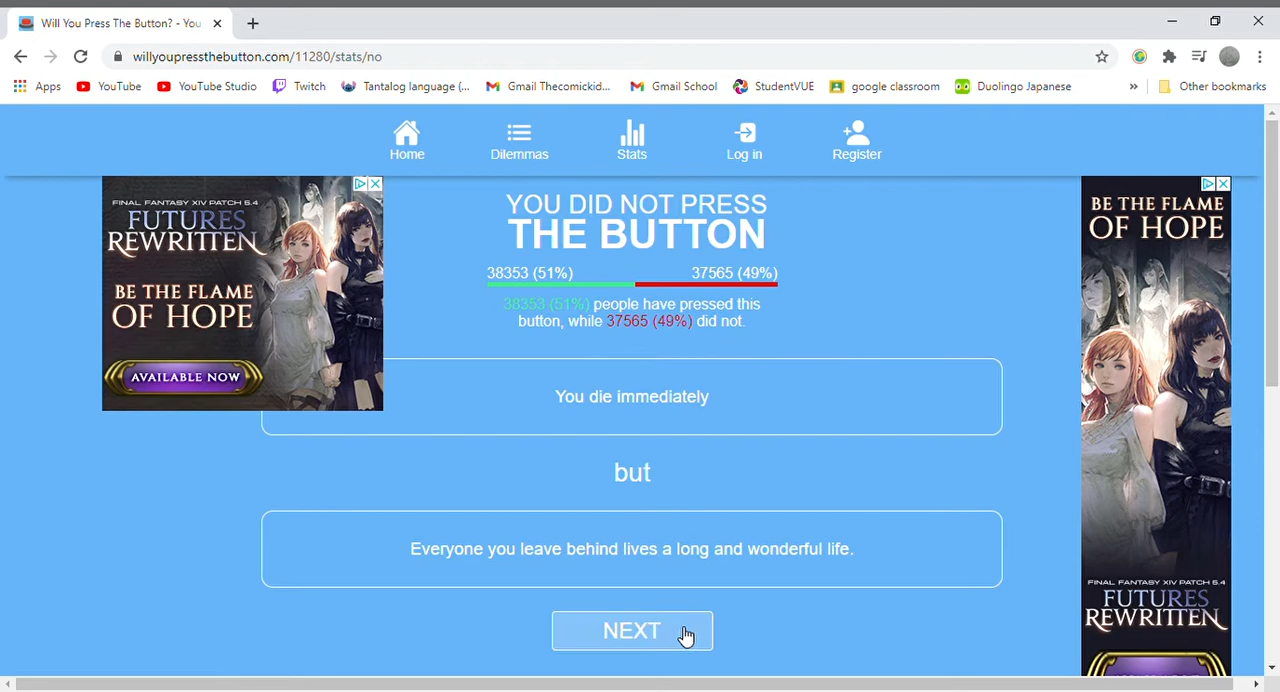 Will You Press The Button? - You
willyoupressthebutton.com/11280/stats/no
Apps YouTube YouTube Studio Twitch Tantalog language (... Gmail Thecomickid... Gmail School StudentVUE google classroom Duolingo Japanese » Other bookmarks
Home Dilemmas Stats Log in Register
FINAL FANTASY XIV PATCH 5.4
FUTURES
REWRITTEN
BE THE FLAME
OF HOPE
AVAILABLE NOW
YOU DID NOT PRESS
THE BUTTON
38353 (51%) 37565 (49%)
38353 (51%) people have pressed this
button, while 37565 (49%) did not.
You die immediately
but
Everyone you leave behind lives a long and wonderful life.
NEXT
BE THE FLAME
OF HOPE
FINAL FANTASY XIV PATCH 5.4
FUTURES
REWRITTEN